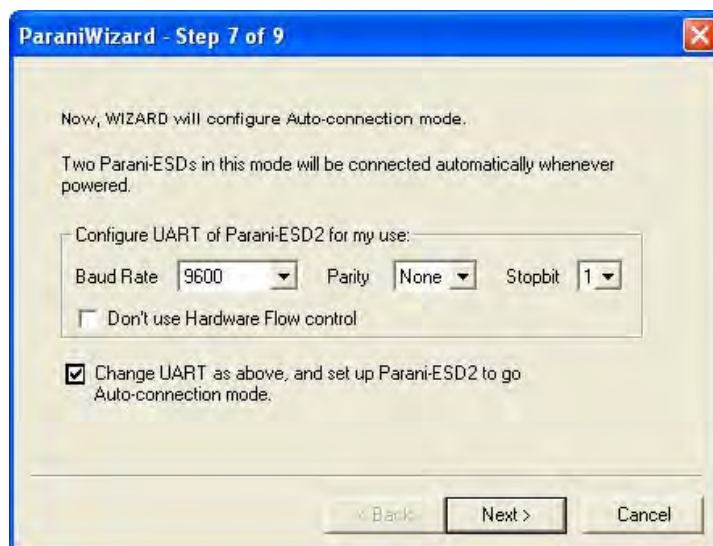 ParaniWizard - Step 7 of 9
Now, WIZARD will configure Auto-connection mode.
Two Parani-ESDs in this mode will be connected automatically whenever
powered.
Configure UART of Parani-ESD2 for my use:
Baud Rate 9600 Parity None Stopbit 1
Don't use Hardware Flow control
Change UART as above, and set up Parani-ESD2 to go
Auto-connection mode.
< Back Next > Cancel